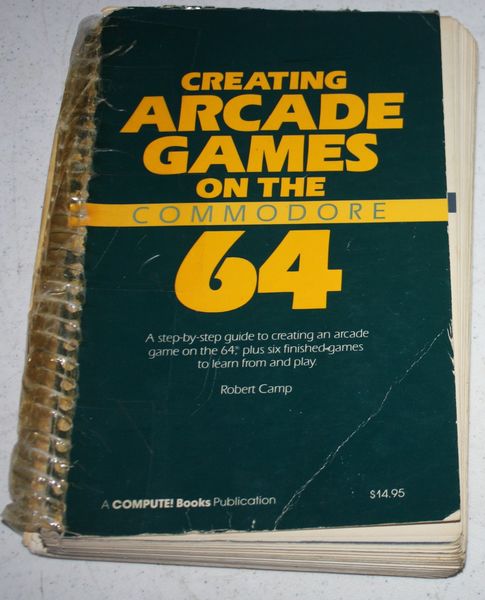 CREATING
ARCADE
GAMES
ON THE
COMMODORE
64
A step-by-step guide to creating an arcade
game on the 64, plus six finished games
to learn from and play.
Robert Camp
A COMPUTE! Books Publication
$14.95